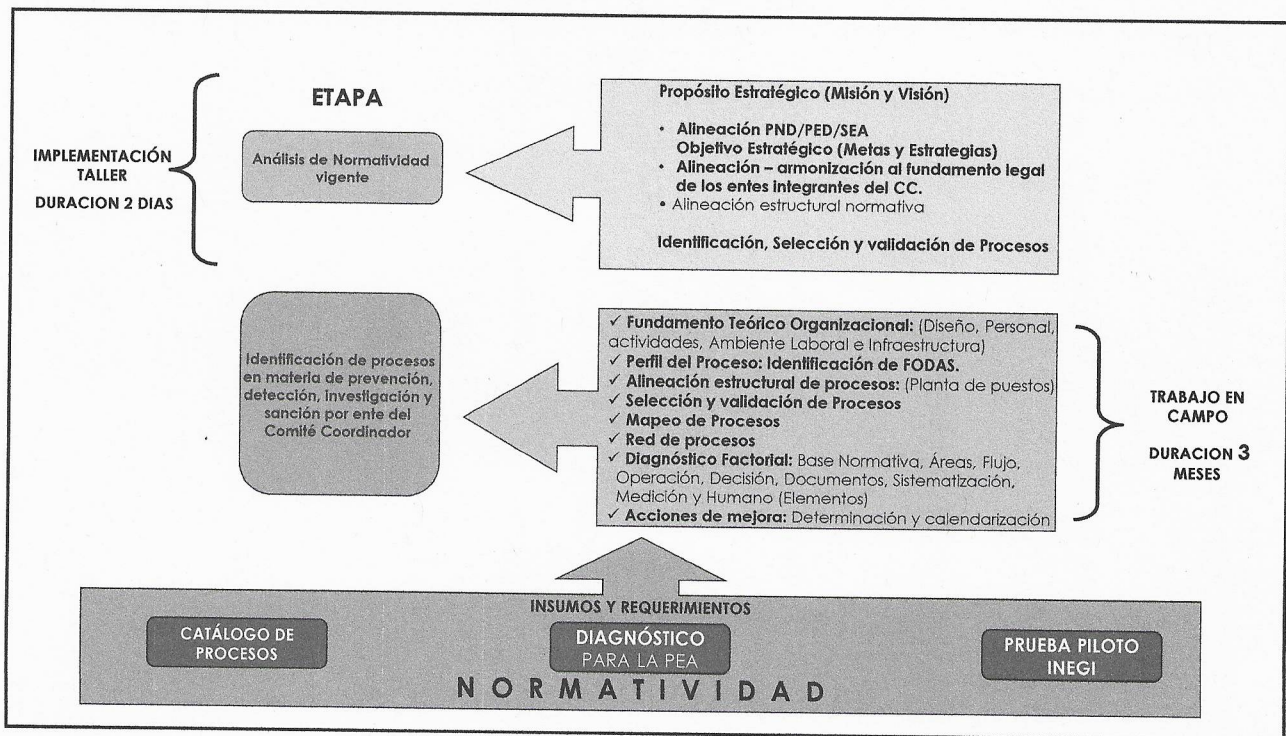 ETAPA
IMPLEMENTACIÓN
TALLER
DURACION 2 DIAS
Análisis de Normatividad
vigente
Propósito Estratégico (Misión y Visión)
• Alineación PND/PED/SEA
Objetivo Estratégico (Metas y Estrategias)
• Alineación – armonización al fundamento legal
de los entes integrantes del CC.
• Alineación estructural normativa
Identificación, Selección y validación de Procesos
Identificación de procesos
en materia de prevención,
detección, investigación y
sanción por ente del
Comité Coordinador
✓ Fundamento Teórico Organizacional: (Diseño, Personal,
actividades, Ambiente Laboral e Infraestructura)
✓ Perfil del Proceso: Identificación de FODAS.
✓ Alineación estructural de procesos: (Planta de puestos)
✓ Selección y validación de Procesos
✓ Mapeo de Procesos
✓ Red de procesos
✓ Diagnóstico Factorial: Base Normativa, Áreas, Flujo,
Operación, Decisión, Documentos, Sistematización,
Medición y Humano (Elementos)
✓ Acciones de mejora: Determinación y calendarización
TRABAJO EN
CAMPO
DURACION 3
MESES
INSUMOS Y REQUERIMIENTOS
CATÁLOGO DE
PROCESOS
DIAGNÓSTICO
PARA LA PEA
PRUEBA PILOTO
INEGI
NORMATIVIDAD